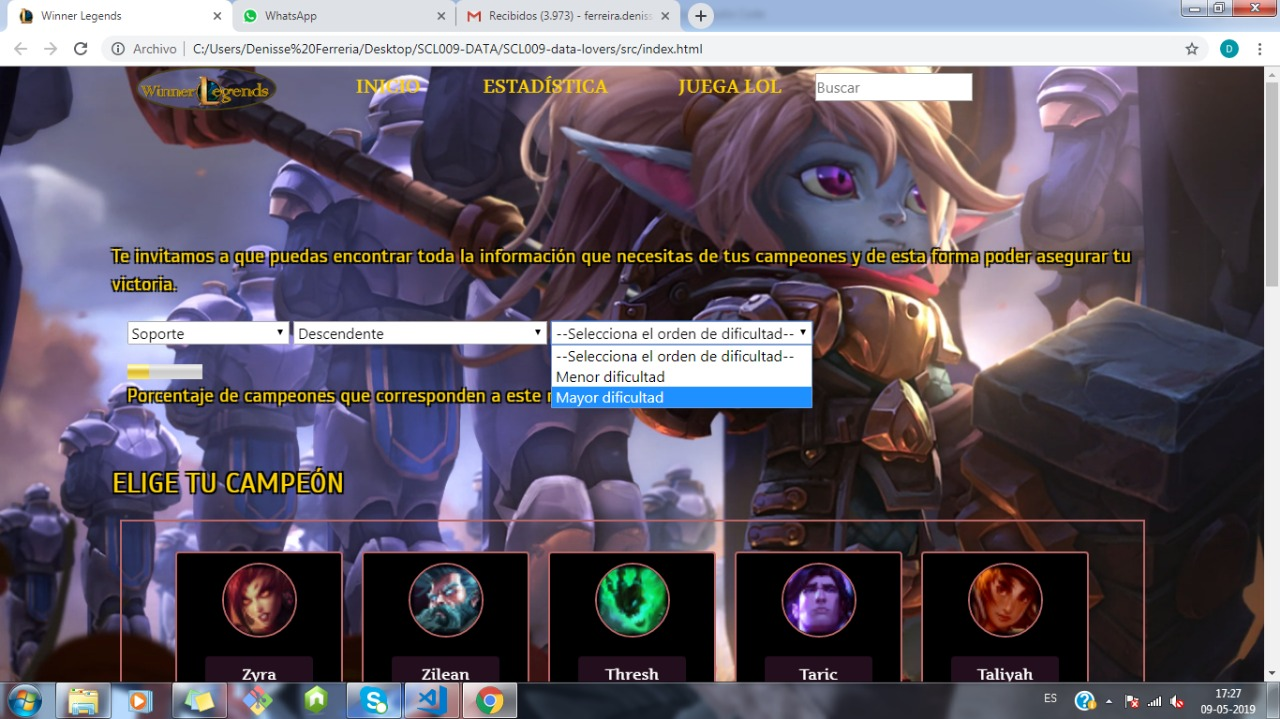 Winner Legends
WhatsApp
Recibidos (3.973) - ferreira.deniss
Archivo
C:/Users/Denisse%20Ferreria/Desktop/SCL009-DATA/SCL009-data-lovers/src/index.html
D
Winner Legends
INICIO
ESTADÍSTICA
JUEGA LOL
Buscar
Te invitamos a que puedas encontrar toda la información que necesitas de tus campeones y de esta forma poder asegurar tu
victoria.
Soporte
Descendente
--Selecciona el orden de dificultad--
--Selecciona el orden de dificultad--
Menor dificultad
Mayor dificultad
Porcentaje de campeones que corresponden a este
ELIGE TU CAMPEÓN
Zyra
Zilean
Thresh
Taric
Taliyah
ES
17:27
09-05-2019